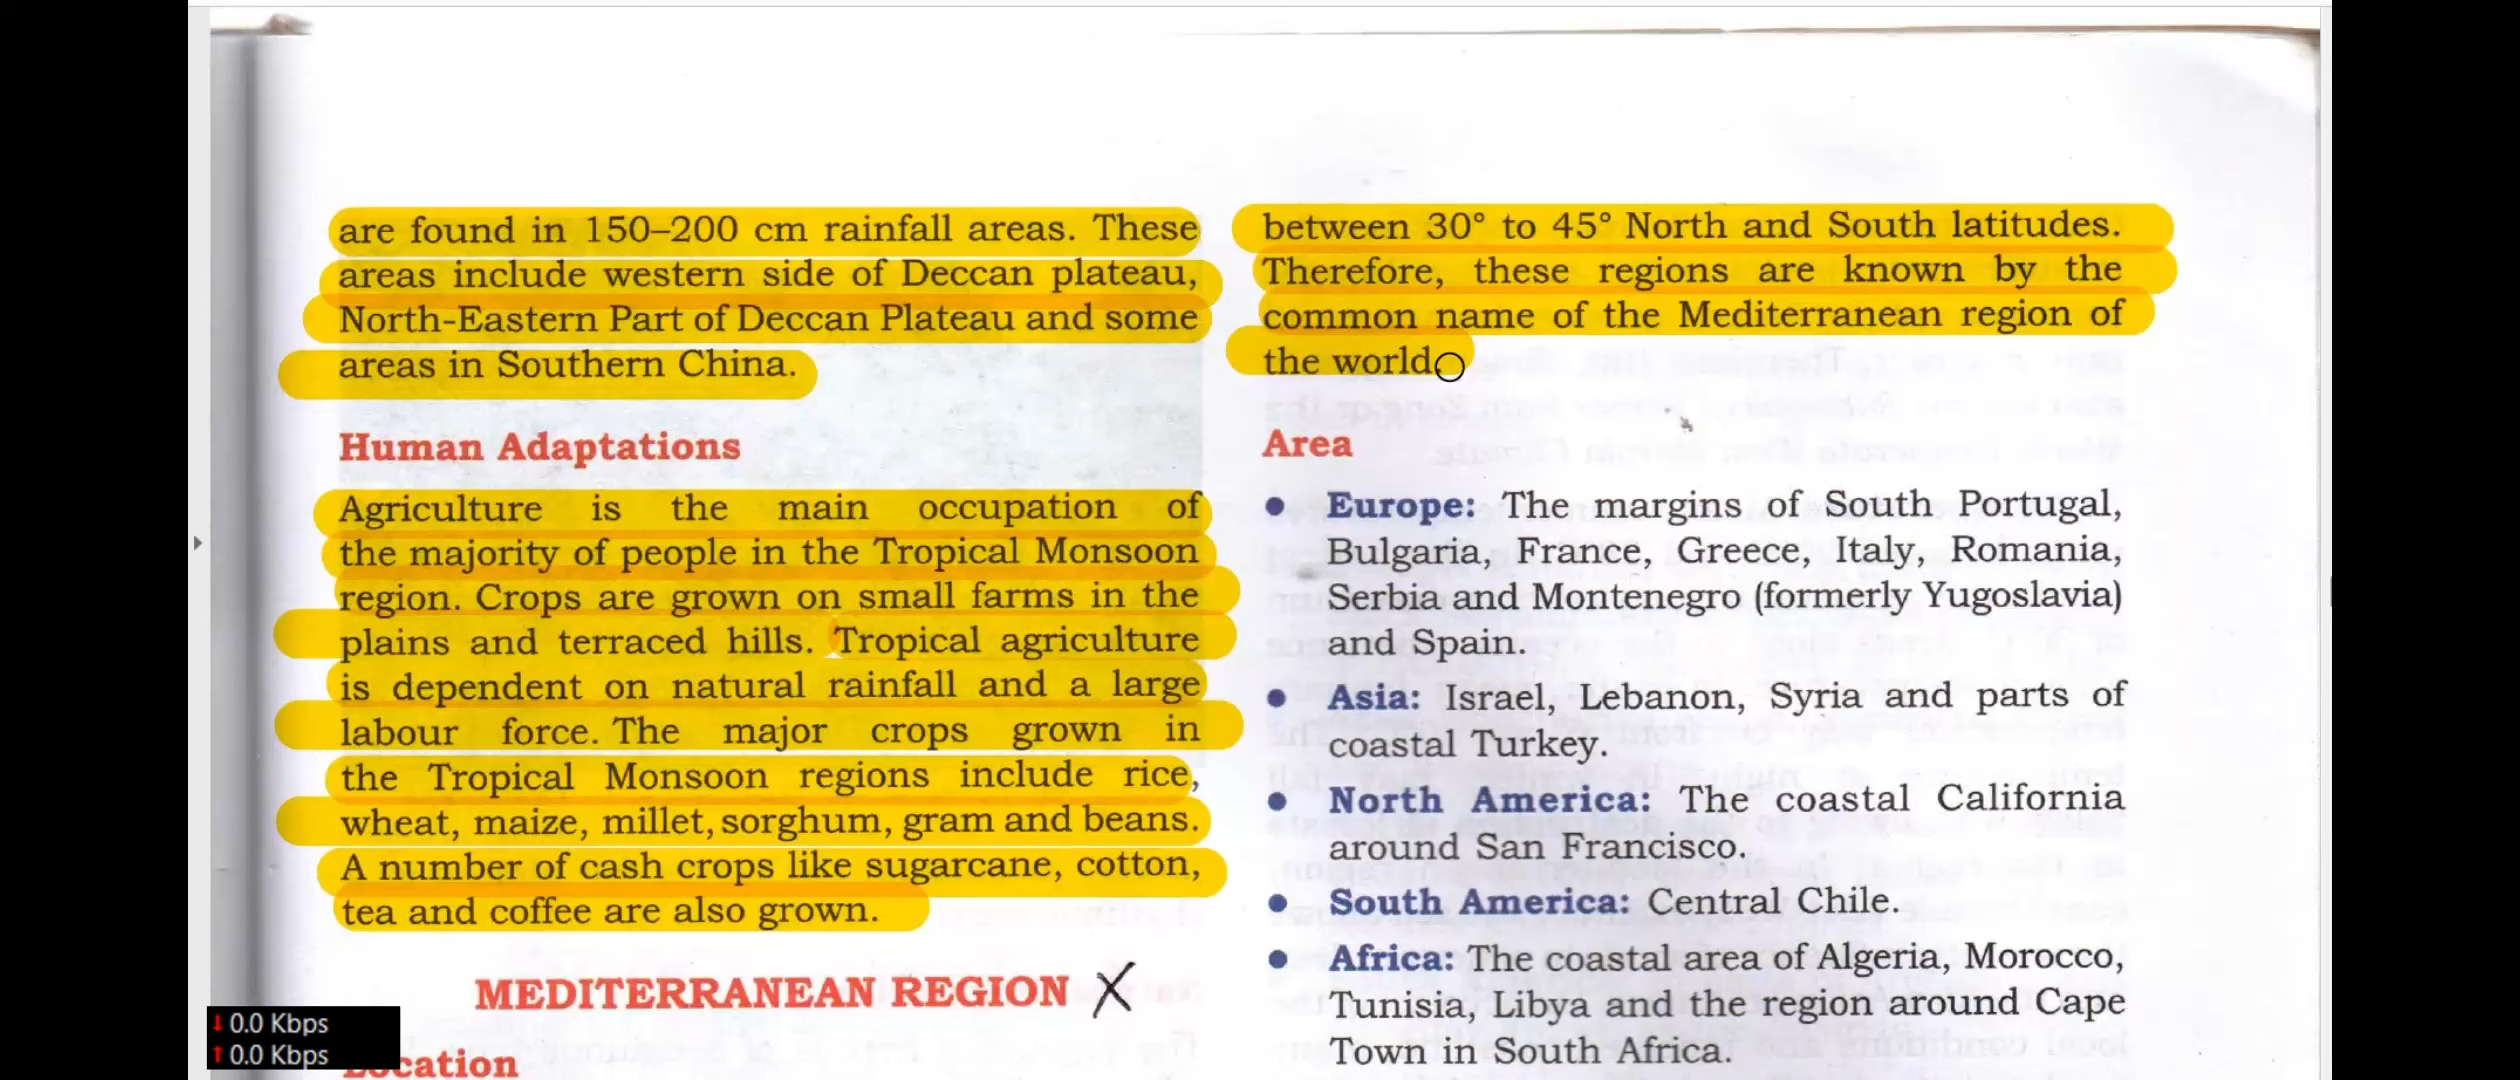 are found in 150–200 cm rainfall areas. These
areas include western side of Deccan plateau,
North-Eastern Part of Deccan Plateau and some
areas in Southern China.
Human Adaptations
Agriculture is the main occupation of
the majority of people in the Tropical Monsoon
region. Crops are grown on small farms in the
plains and terraced hills. Tropical agriculture
is dependent on natural rainfall and a large
labour force. The major crops grown in
the Tropical Monsoon regions include rice,
wheat, maize, millet, sorghum, gram and beans.
A number of cash crops like sugarcane, cotton,
tea and coffee are also grown.
MEDITERRANEAN REGION X
Location
between 30° to 45° North and South latitudes.
Therefore, these regions are known by the
common name of the Mediterranean region of
the world.
Area
• Europe: The margins of South Portugal,
Bulgaria, France, Greece, Italy, Romania,
Serbia and Montenegro (formerly Yugoslavia)
and Spain.
• Asia: Israel, Lebanon, Syria and parts of
coastal Turkey.
• North America: The coastal California
around San Francisco.
• South America: Central Chile.
• Africa: The coastal area of Algeria, Morocco,
Tunisia, Libya and the region around Cape
Town in South Africa.
↓ 0.0 Kbps
↑ 0.0 Kbps